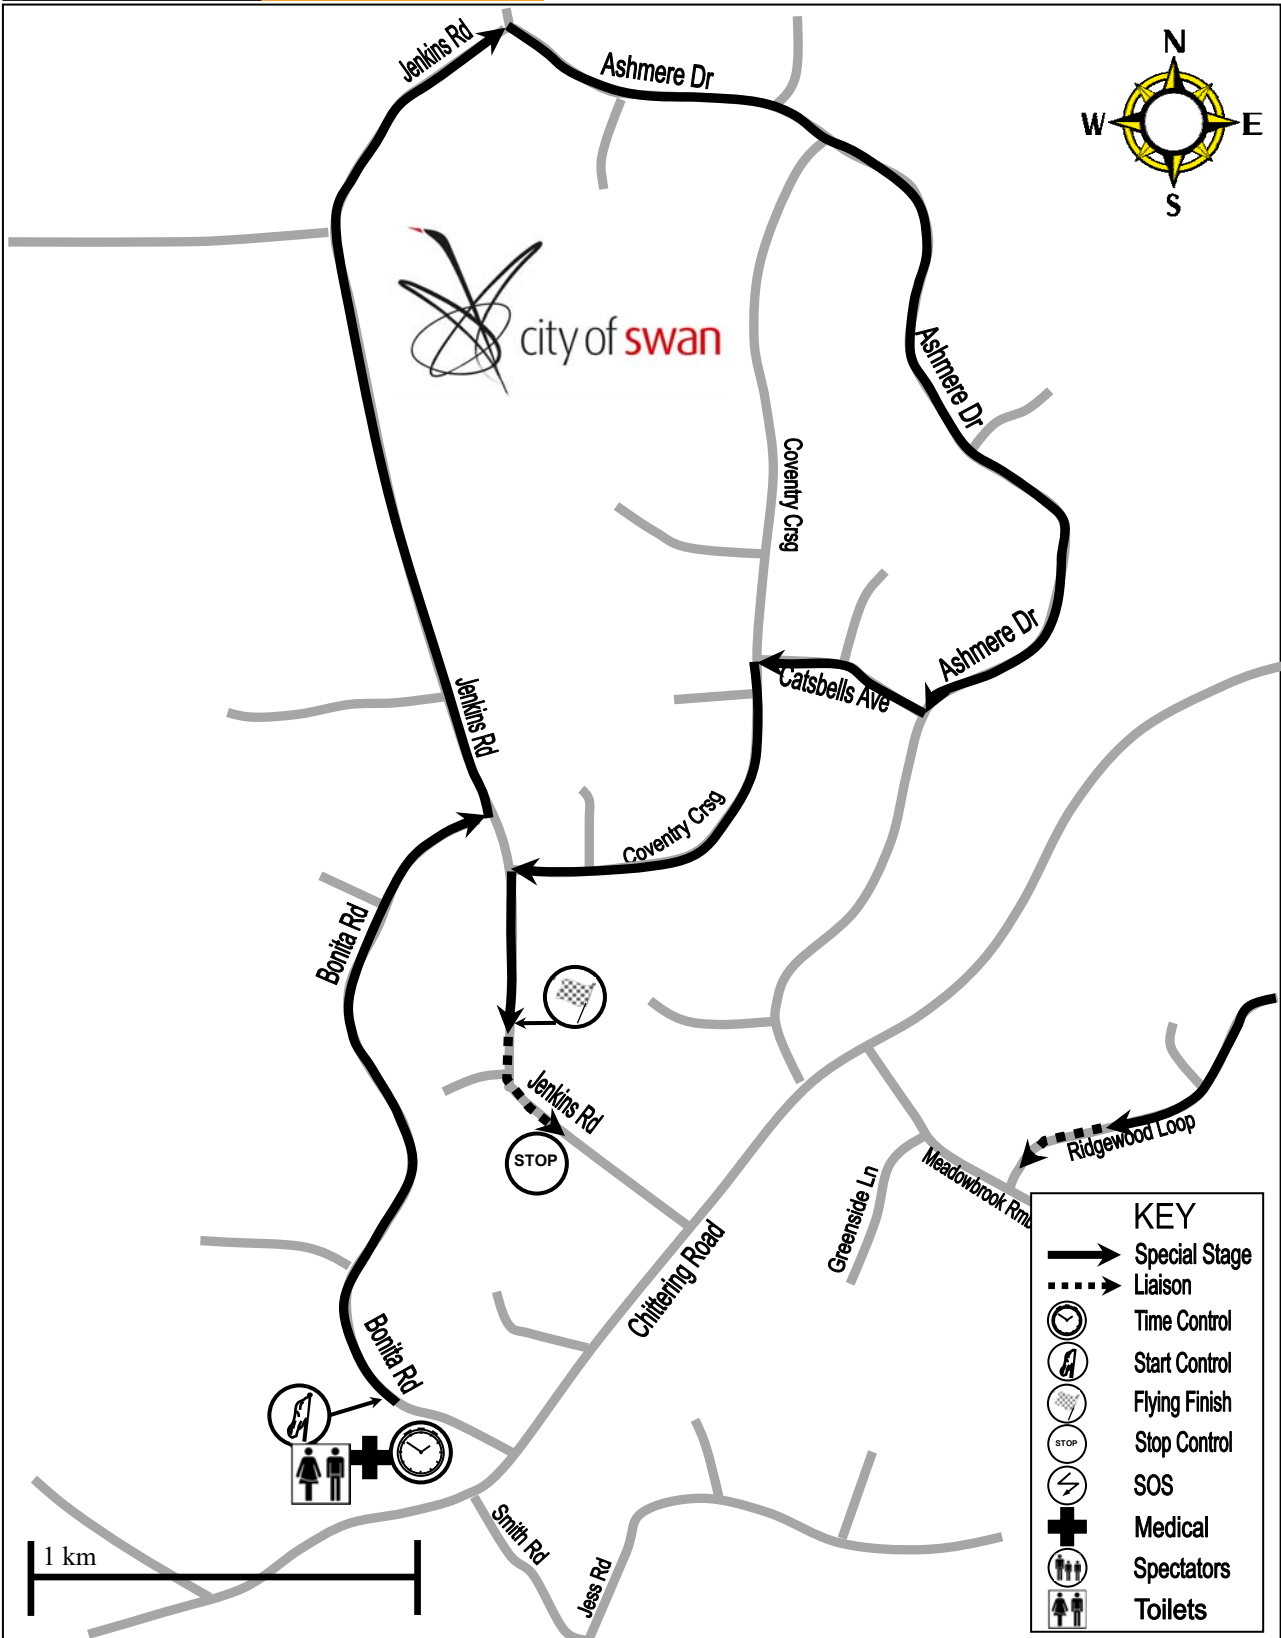 Jenkins Rd
Ashmere Dr
N
W
E
S
city of swan
Ashmere Dr
Coventry Crsg
Ashmere Dr
Catsbells Ave
Jenkins Rd
Coventry Crsg
Bonita Rd
Jenkins Rd
STOP
Ridgewood Loop
Meadowbrook Rmb
Greenside Ln
Chittering Road
Bonita Rd
Smith Rd
Jess Rd
1 km
KEY
Special Stage
Liaison
Time Control
Start Control
Flying Finish
STOP
Stop Control
SOS
Medical
Spectators
Toilets